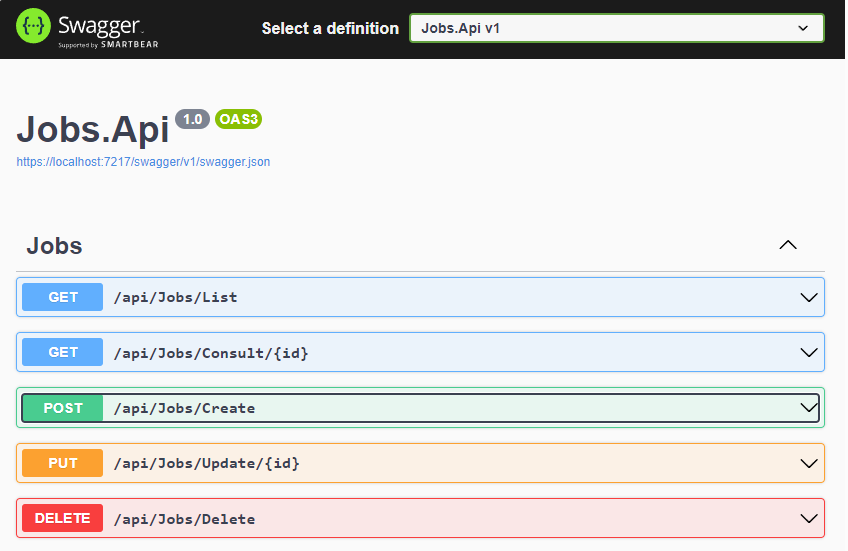 Swagger
Supported by SMARTBEAR
Select a definition
Jobs.Api v1
Jobs.Api 1.0 OAS3
https://localhost:7217/swagger/v1/swagger.json
Jobs
GET /api/Jobs/List
GET /api/Jobs/Consult/{id}
POST /api/Jobs/Create
PUT /api/Jobs/Update/{id}
DELETE /api/Jobs/Delete